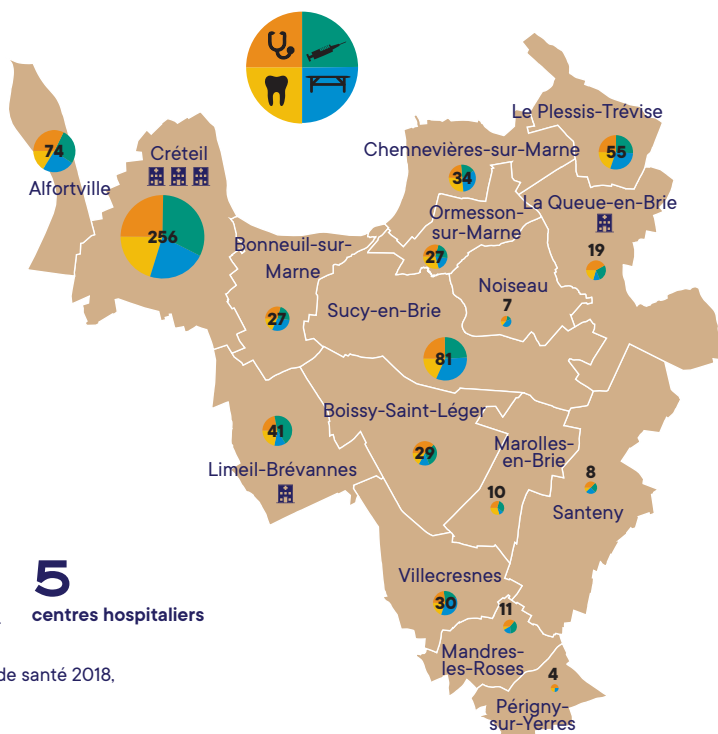 Le Plessis-Trévise
55
Chennevières-sur-Marne
34
74
Alfortville
Créteil
256
La Queue-en-Brie
19
Ormesson-
sur-Marne
27
Bonneuil-sur-
Marne
27
Noiseau
7
Sucy-en-Brie
81
Boissy-Saint-Léger
29
41
Limeil-Brévannes
Marolles-
en-Brie
10
8
Santeny
5
centres hospitaliers
Villecresnes
30
11
Mandres-
les-Roses
de santé 2018,
4
Périgny-
sur-Yerres